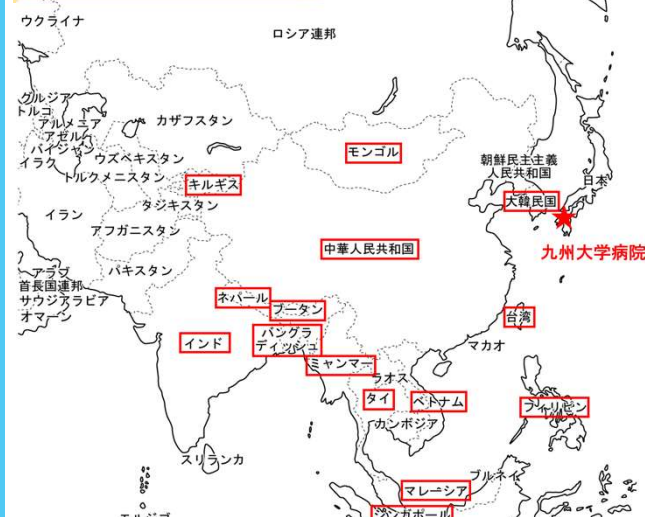 ウクライナ
ロシア連邦
グルジア
トルコ
アルメニア
アゼル
バイジャン
イラク
カザフスタン
ウズベキスタン
トルクメニスタン
キルギス
タジキスタン
モンゴル
朝鮮民主主義
人民共和国
日本
大韓民国
九州大学病院
イラン
アフガニスタン
中華人民共和国
パキスタン
アラブ
首長国連邦
サウジアラビア
オマーン
ネパール
ブータン
台湾
インド
バングラ
ディッシュ
マカオ
ミャンマー
ラオス
タイ
ベトナム
フィリピン
カンボジア
スリランカ
ブルネイ
マレーシア
シンガポール
モルジブ